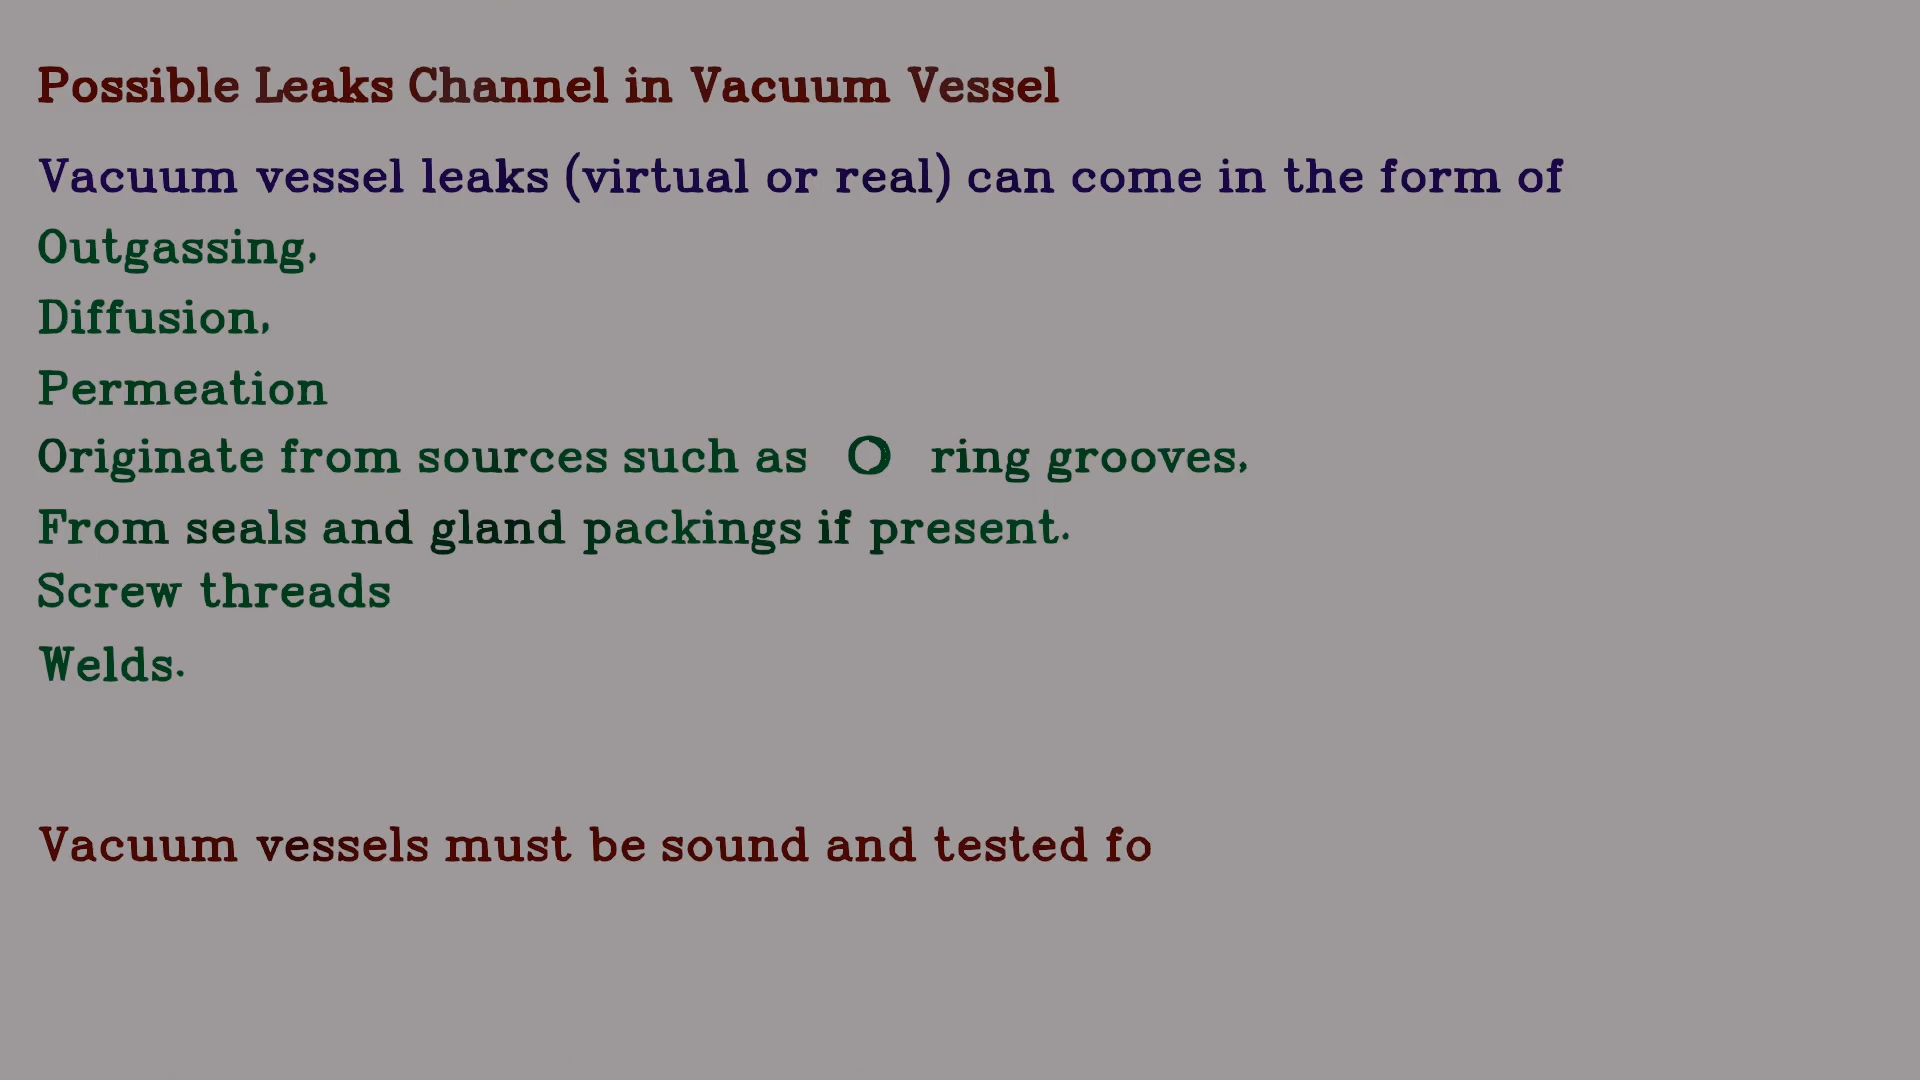 Possible Leaks Channel in Vacuum Vessel
Vacuum vessel leaks (virtual or real) can come in the form of
Outgassing,
Diffusion,
Permeation
Originate from sources such as O ring grooves,
From seals and gland packings if present.
Screw threads
Welds.
Vacuum vessels must be sound and tested fo